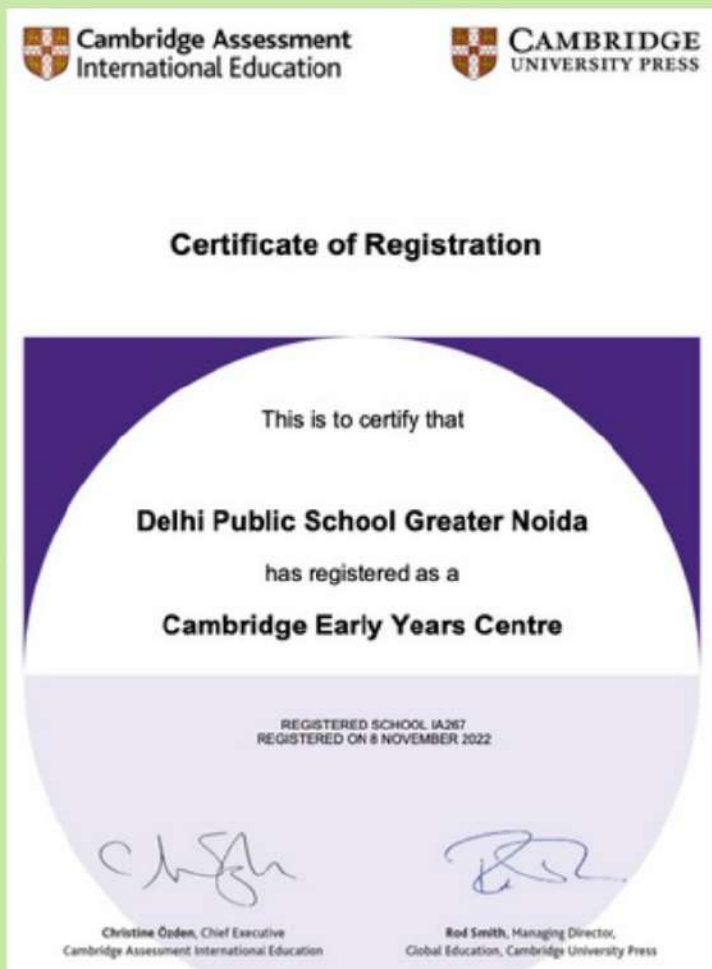 Cambridge Assessment
International Education
CAMBRIDGE
UNIVERSITY PRESS
Certificate of Registration
This is to certify that
Delhi Public School Greater Noida
has registered as a
Cambridge Early Years Centre
REGISTERED SCHOOL IA267
REGISTERED ON 8 NOVEMBER 2022
Christine Özden, Chief Executive
Cambridge Assessment International Education
Rod Smith, Managing Director,
Global Education, Cambridge University Press